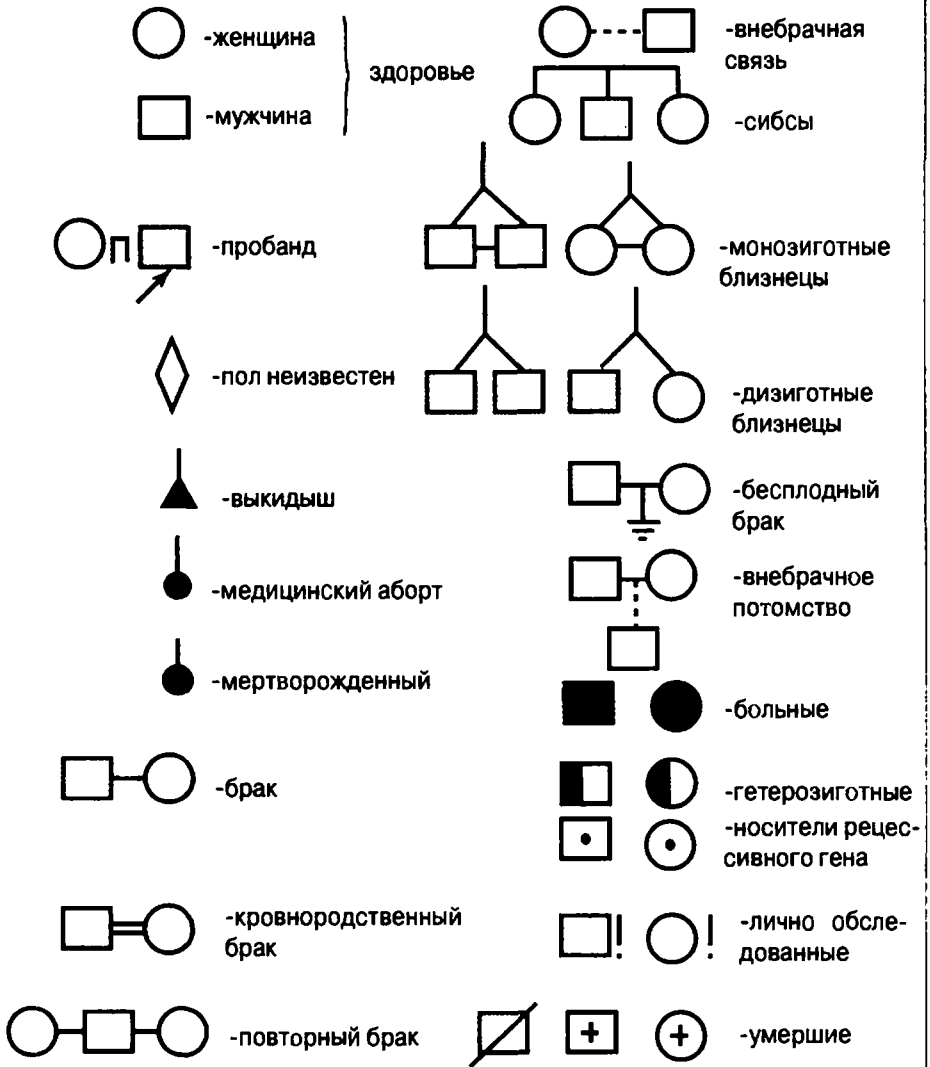 -женщина
здоровье
-мужчина
П
-пробанд
-пол неизвестен
-выкидыш
-медицинский аборт
-мертворожденный
-брак
-кровнородственный
брак
-повторный брак
-внебрачная
связь
-сибсы
-монозиготные
близнецы
-дизиготные
близнецы
-бесплодный
брак
-внебрачное
потомство
-больные
-гетерозиготные
-носители рецес-
сивного гена
! !
-лично обсле-
дованные
+ +
-умершие